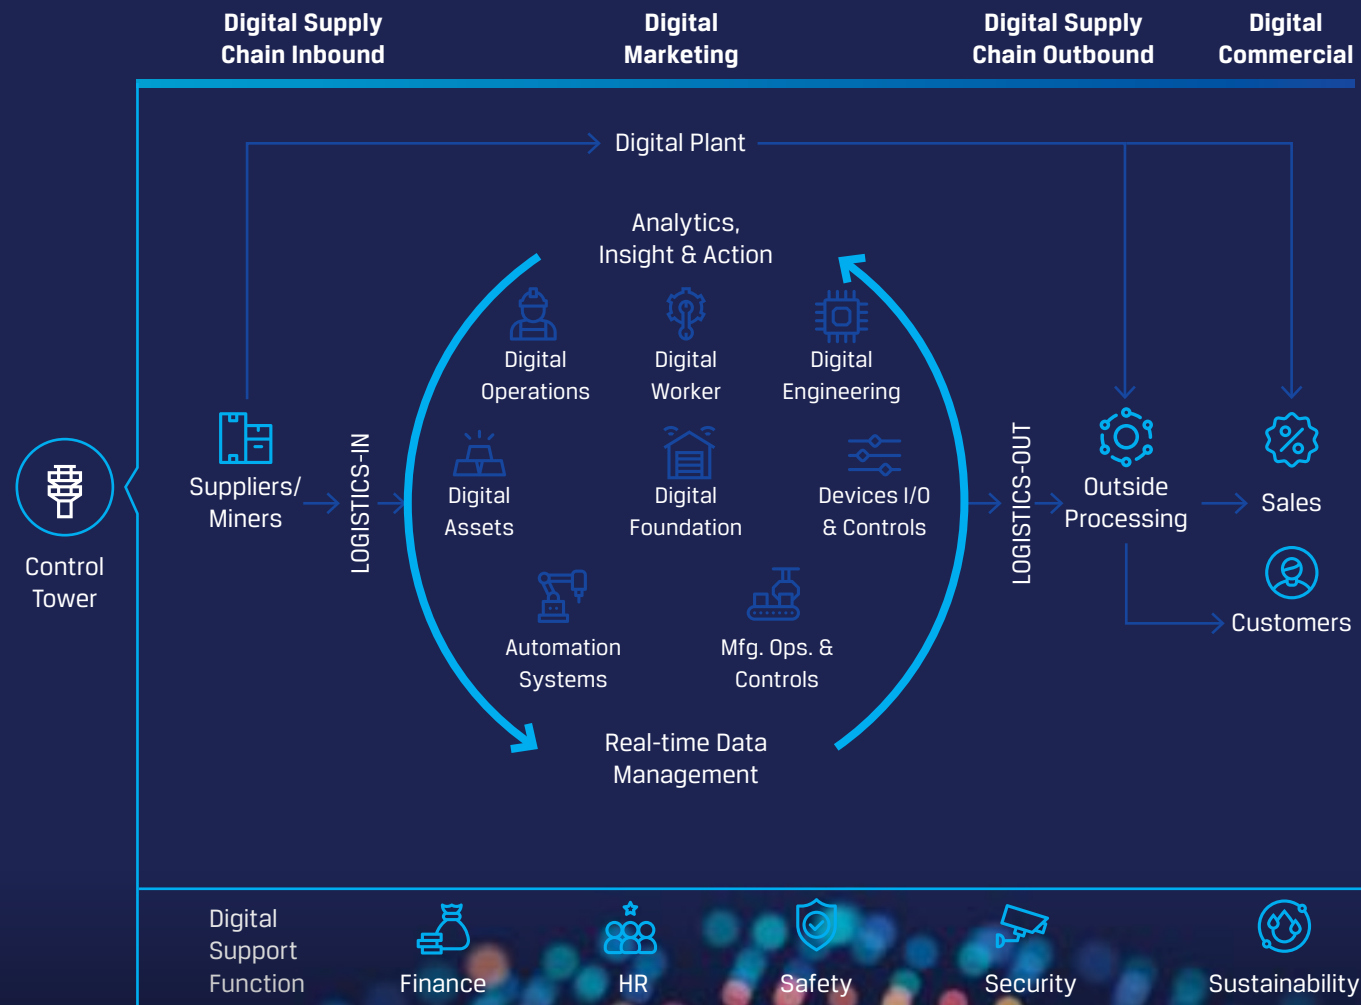 Digital Supply
Chain Inbound
Digital
Marketing
Digital Supply
Chain Outbound
Digital
Commercial
Digital Plant
Analytics,
Insight & Action
Digital
Operations
Digital
Worker
Digital
Engineering
Control
Tower
Suppliers/
Miners
LOGISTICS-IN
Digital
Assets
Digital
Foundation
Devices I/O
& Controls
LOGISTICS-OUT
Outside
Processing
Sales
Customers
Automation
Systems
Mfg. Ops. &
Controls
Real-time Data
Management
Digital
Support
Function
Finance
HR
Safety
Security
Sustainability